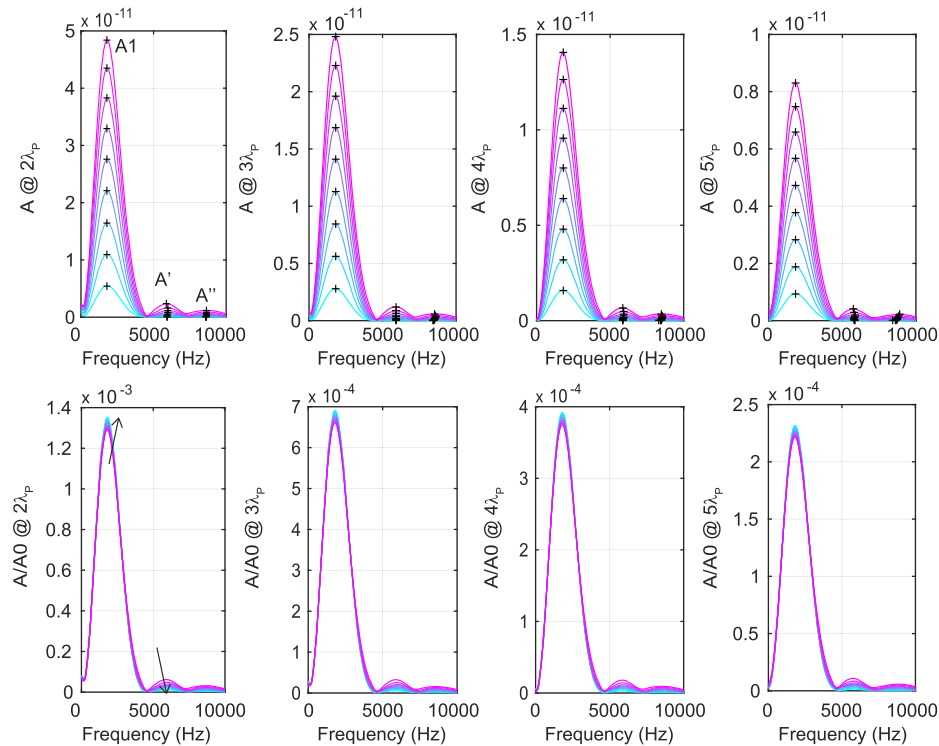 x 10⁻¹¹
5
4
3
2
1
0
A @ 2λP
A1
A'
A''
0 5000 10000
Frequency (Hz)
x 10⁻¹¹
2.5
2
1.5
1
0.5
0
A @ 3λP
0 5000 10000
Frequency (Hz)
x 10⁻¹¹
1.5
1
0.5
0
A @ 4λP
0 5000 10000
Frequency (Hz)
x 10⁻¹¹
1
0.8
0.6
0.4
0.2
0
A @ 5λP
0 5000 10000
Frequency (Hz)
x 10⁻³
1.4
1.2
1.0
0.8
0.6
0.4
0.2
0
A/A0 @ 2λP
0 5000 10000
Frequency (Hz)
x 10⁻⁴
7
6
5
4
3
2
1
0
A/A0 @ 3λP
0 5000 10000
Frequency (Hz)
x 10⁻⁴
4
3
2
1
0
A/A0 @ 4λP
0 5000 10000
Frequency (Hz)
x 10⁻⁴
2.5
2
1.5
1
0.5
0
A/A0 @ 5λP
0 5000 10000
Frequency (Hz)